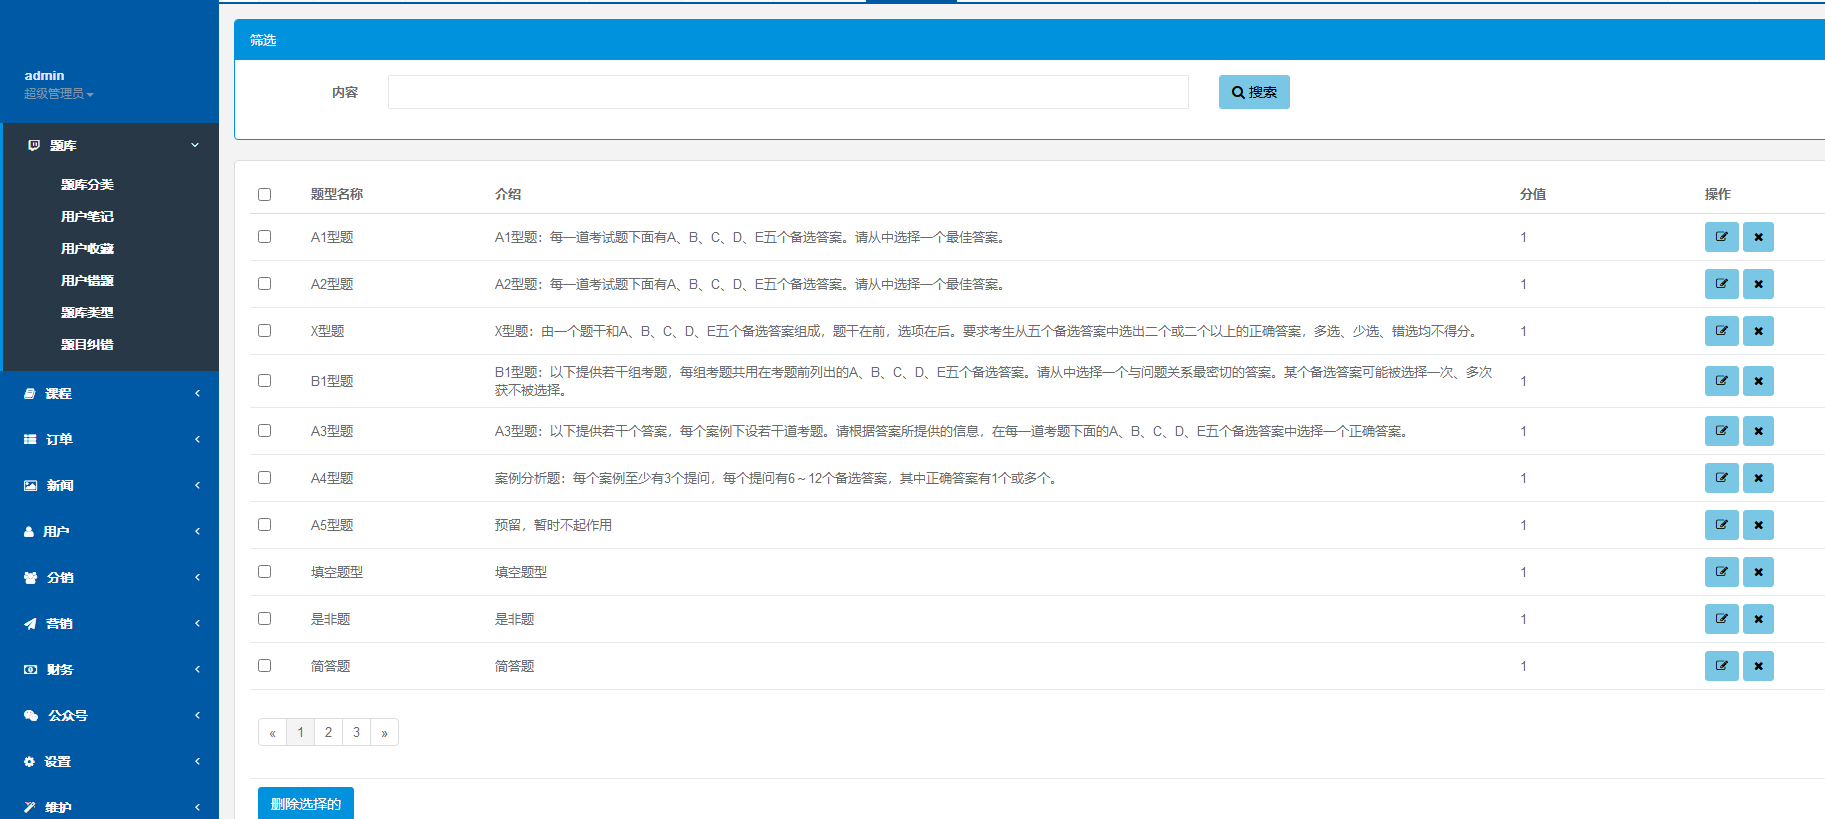 admin
超级管理员
题库
题库分类
用户笔记
用户收藏
用户错题
题库类型
题目纠错
课程
订单
新闻
用户
分销
营销
财务
公众号
设置
维护
筛选
内容
搜索
题型名称 介绍 分值 操作
A1型题 A1型题：每一道考试题下面有A、B、C、D、E五个备选答案。请从中选择一个最佳答案。 1
A2型题 A2型题：每一道考试题下面有A、B、C、D、E五个备选答案。请从中选择一个最佳答案。 1
X型题 X型题：由一个题干和A、B、C、D、E五个备选答案组成，题干在前，选项在后。要求考生从五个备选答案中选出二个或二个以上的正确答案，多选、少选、错选均不得分。 1
B1型题 B1型题：以下提供若干组考题，每组考题共用在考题前列出的A、B、C、D、E五个备选答案。请从中选择一个与问题关系最密切的答案。某个备选答案可能被选择一次、多次 1
获不被选择。
A3型题 A3型题：以下提供若干个答案，每个案例下设若干道考题。请根据答案所提供的信息，在每一道考题下面的A、B、C、D、E五个备选答案中选择一个正确答案。 1
A4型题 案例分析题：每个案例至少有3个提问，每个提问有6～12个备选答案，其中正确答案有1个或多个。 1
A5型题 预留，暂时不起作用 1
填空题型 填空题型 1
是非题 是非题 1
简答题 简答题 1
« 1 2 3 »
删除选择的